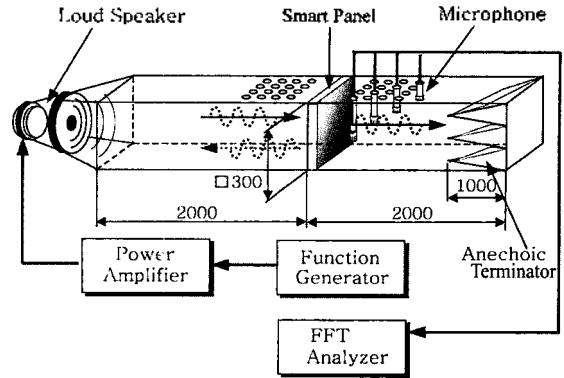 Loud Speaker
Smart Panel
Microphone
□300
1000
2000
2000
Anechoic
Terminator
Power
Amplifier
Function
Generator
FFT
Analyzer